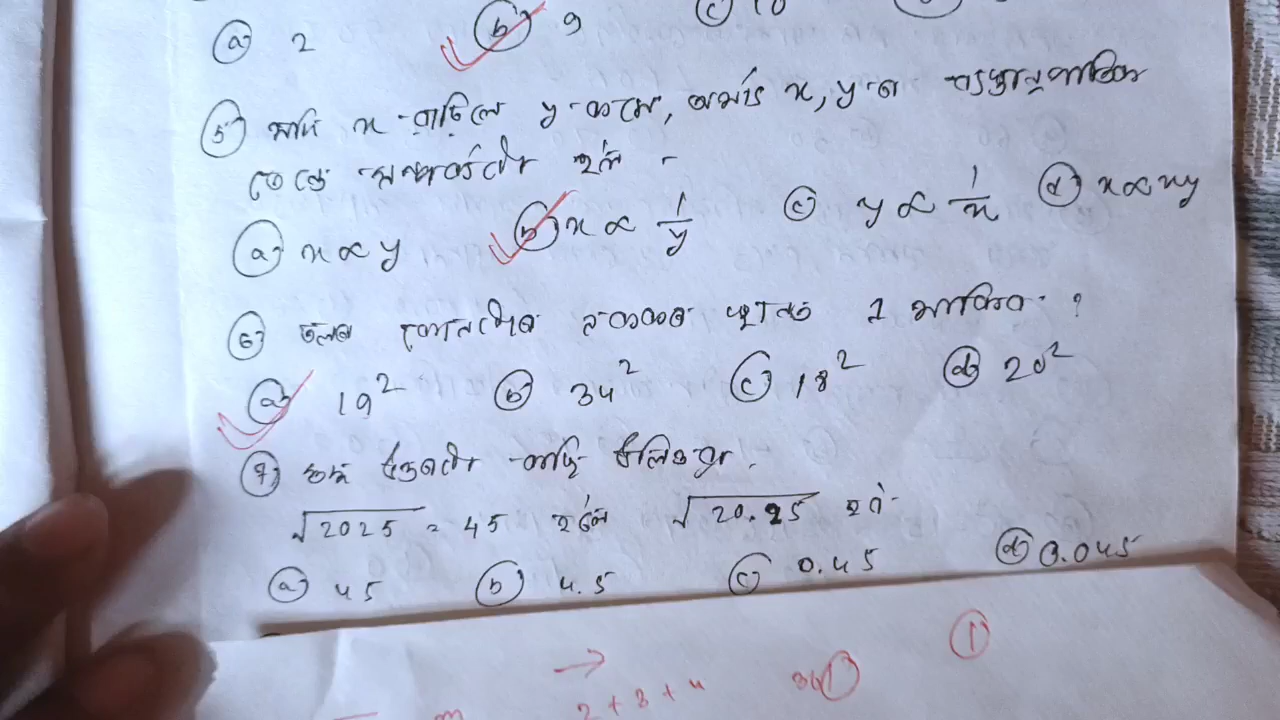 (a) 2 (b) 9 (c) 10
5) যদি x বাঢ়িলে y কমে, অৰ্থাৎ x, y ৰ ব্যস্তানুপাতিক
তেন্তে সম্পৰ্কটো হ'ব -
(a) x ∝ y (b) x ∝ 1/y (c) y ∝ 1/x (d) x ∝ xy
6) তলৰ কোনটোৰ এককৰ স্থানত 1 থাকিব ?
(a) 19² (b) 34² (c) 18² (d) 20²
7) শুদ্ধ উত্তৰটো বাছি উলিওৱা.
√2025 = 45 হ'লে √20.25 হ'ব
(a) 45 (b) 4.5 (c) 0.45 (d) 0.045
→ ①
2 + 3 + 4